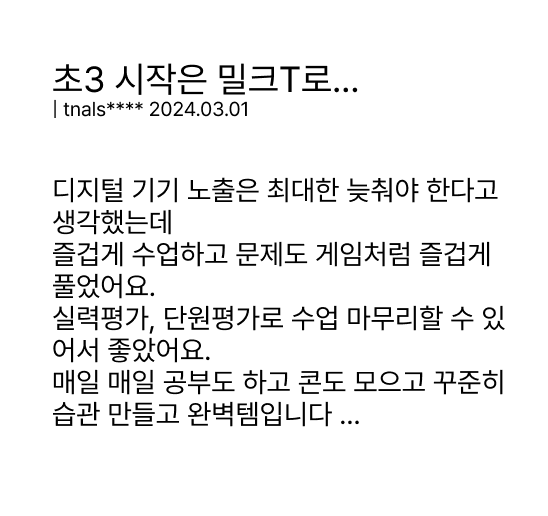 초3 시작은 밀크T로...
| tnals**** 2024.03.01
디지털 기기 노출은 최대한 늦춰야 한다고
생각했는데
즐겁게 수업하고 문제도 게임처럼 즐겁게
풀었어요.
실력평가, 단원평가로 수업 마무리할 수 있
어서 좋았어요.
매일 매일 공부도 하고 콘도 모으고 꾸준히
습관 만들고 완벽템입니다 ...